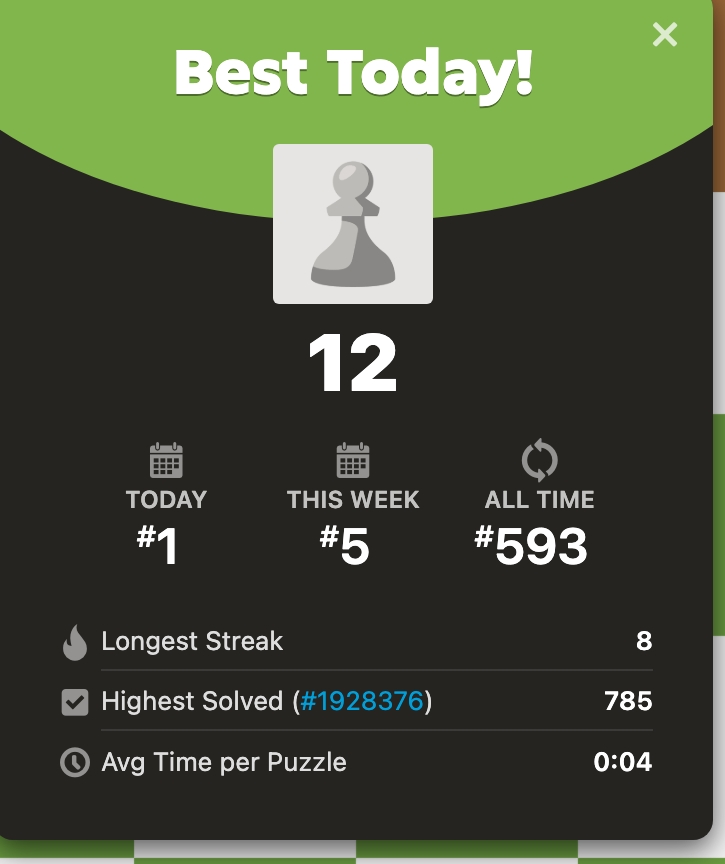 Best Today!
12
TODAY THIS WEEK ALL TIME
#1 #5 #593
Longest Streak 8
Highest Solved (#1928376) 785
Avg Time per Puzzle 0:04